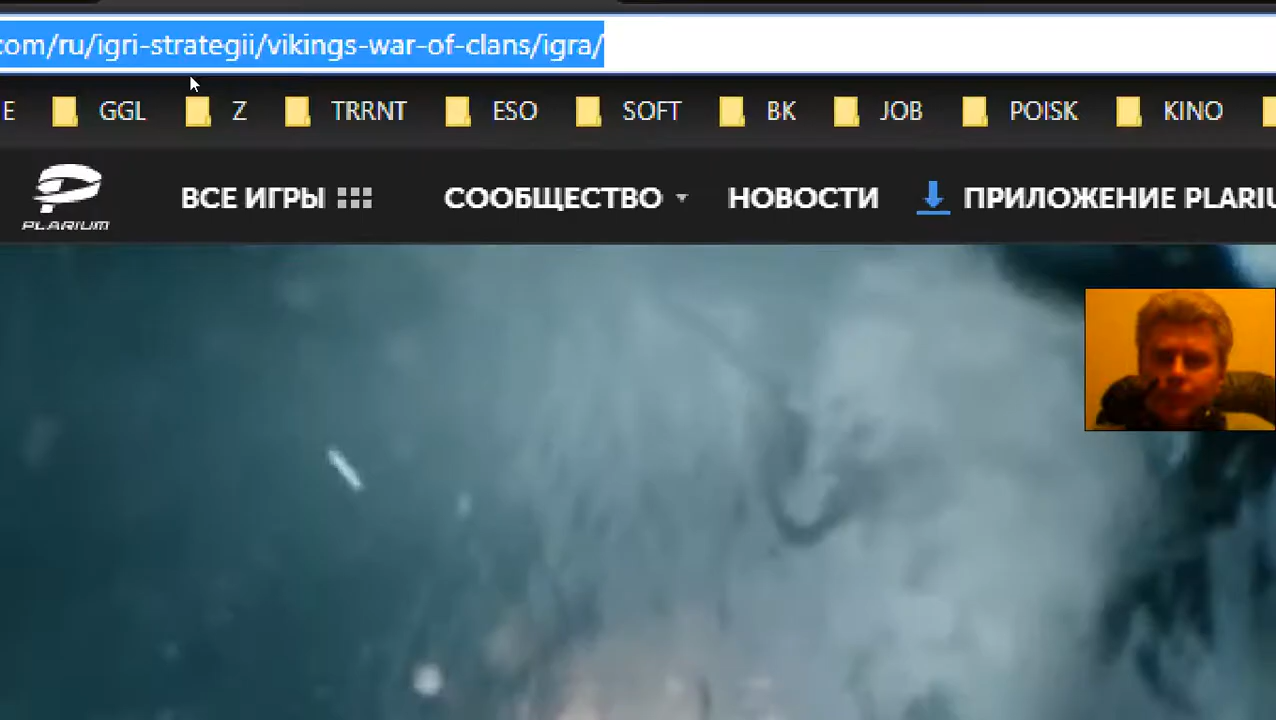 com/ru/igri-strategii/vikings-war-of-clans/igra/
E GGL Z TRRNT ESO SOFT BK JOB POISK KINO
PLARIUM ВСЕ ИГРЫ СООБЩЕСТВО НОВОСТИ ПРИЛОЖЕНИЕ PLARIU